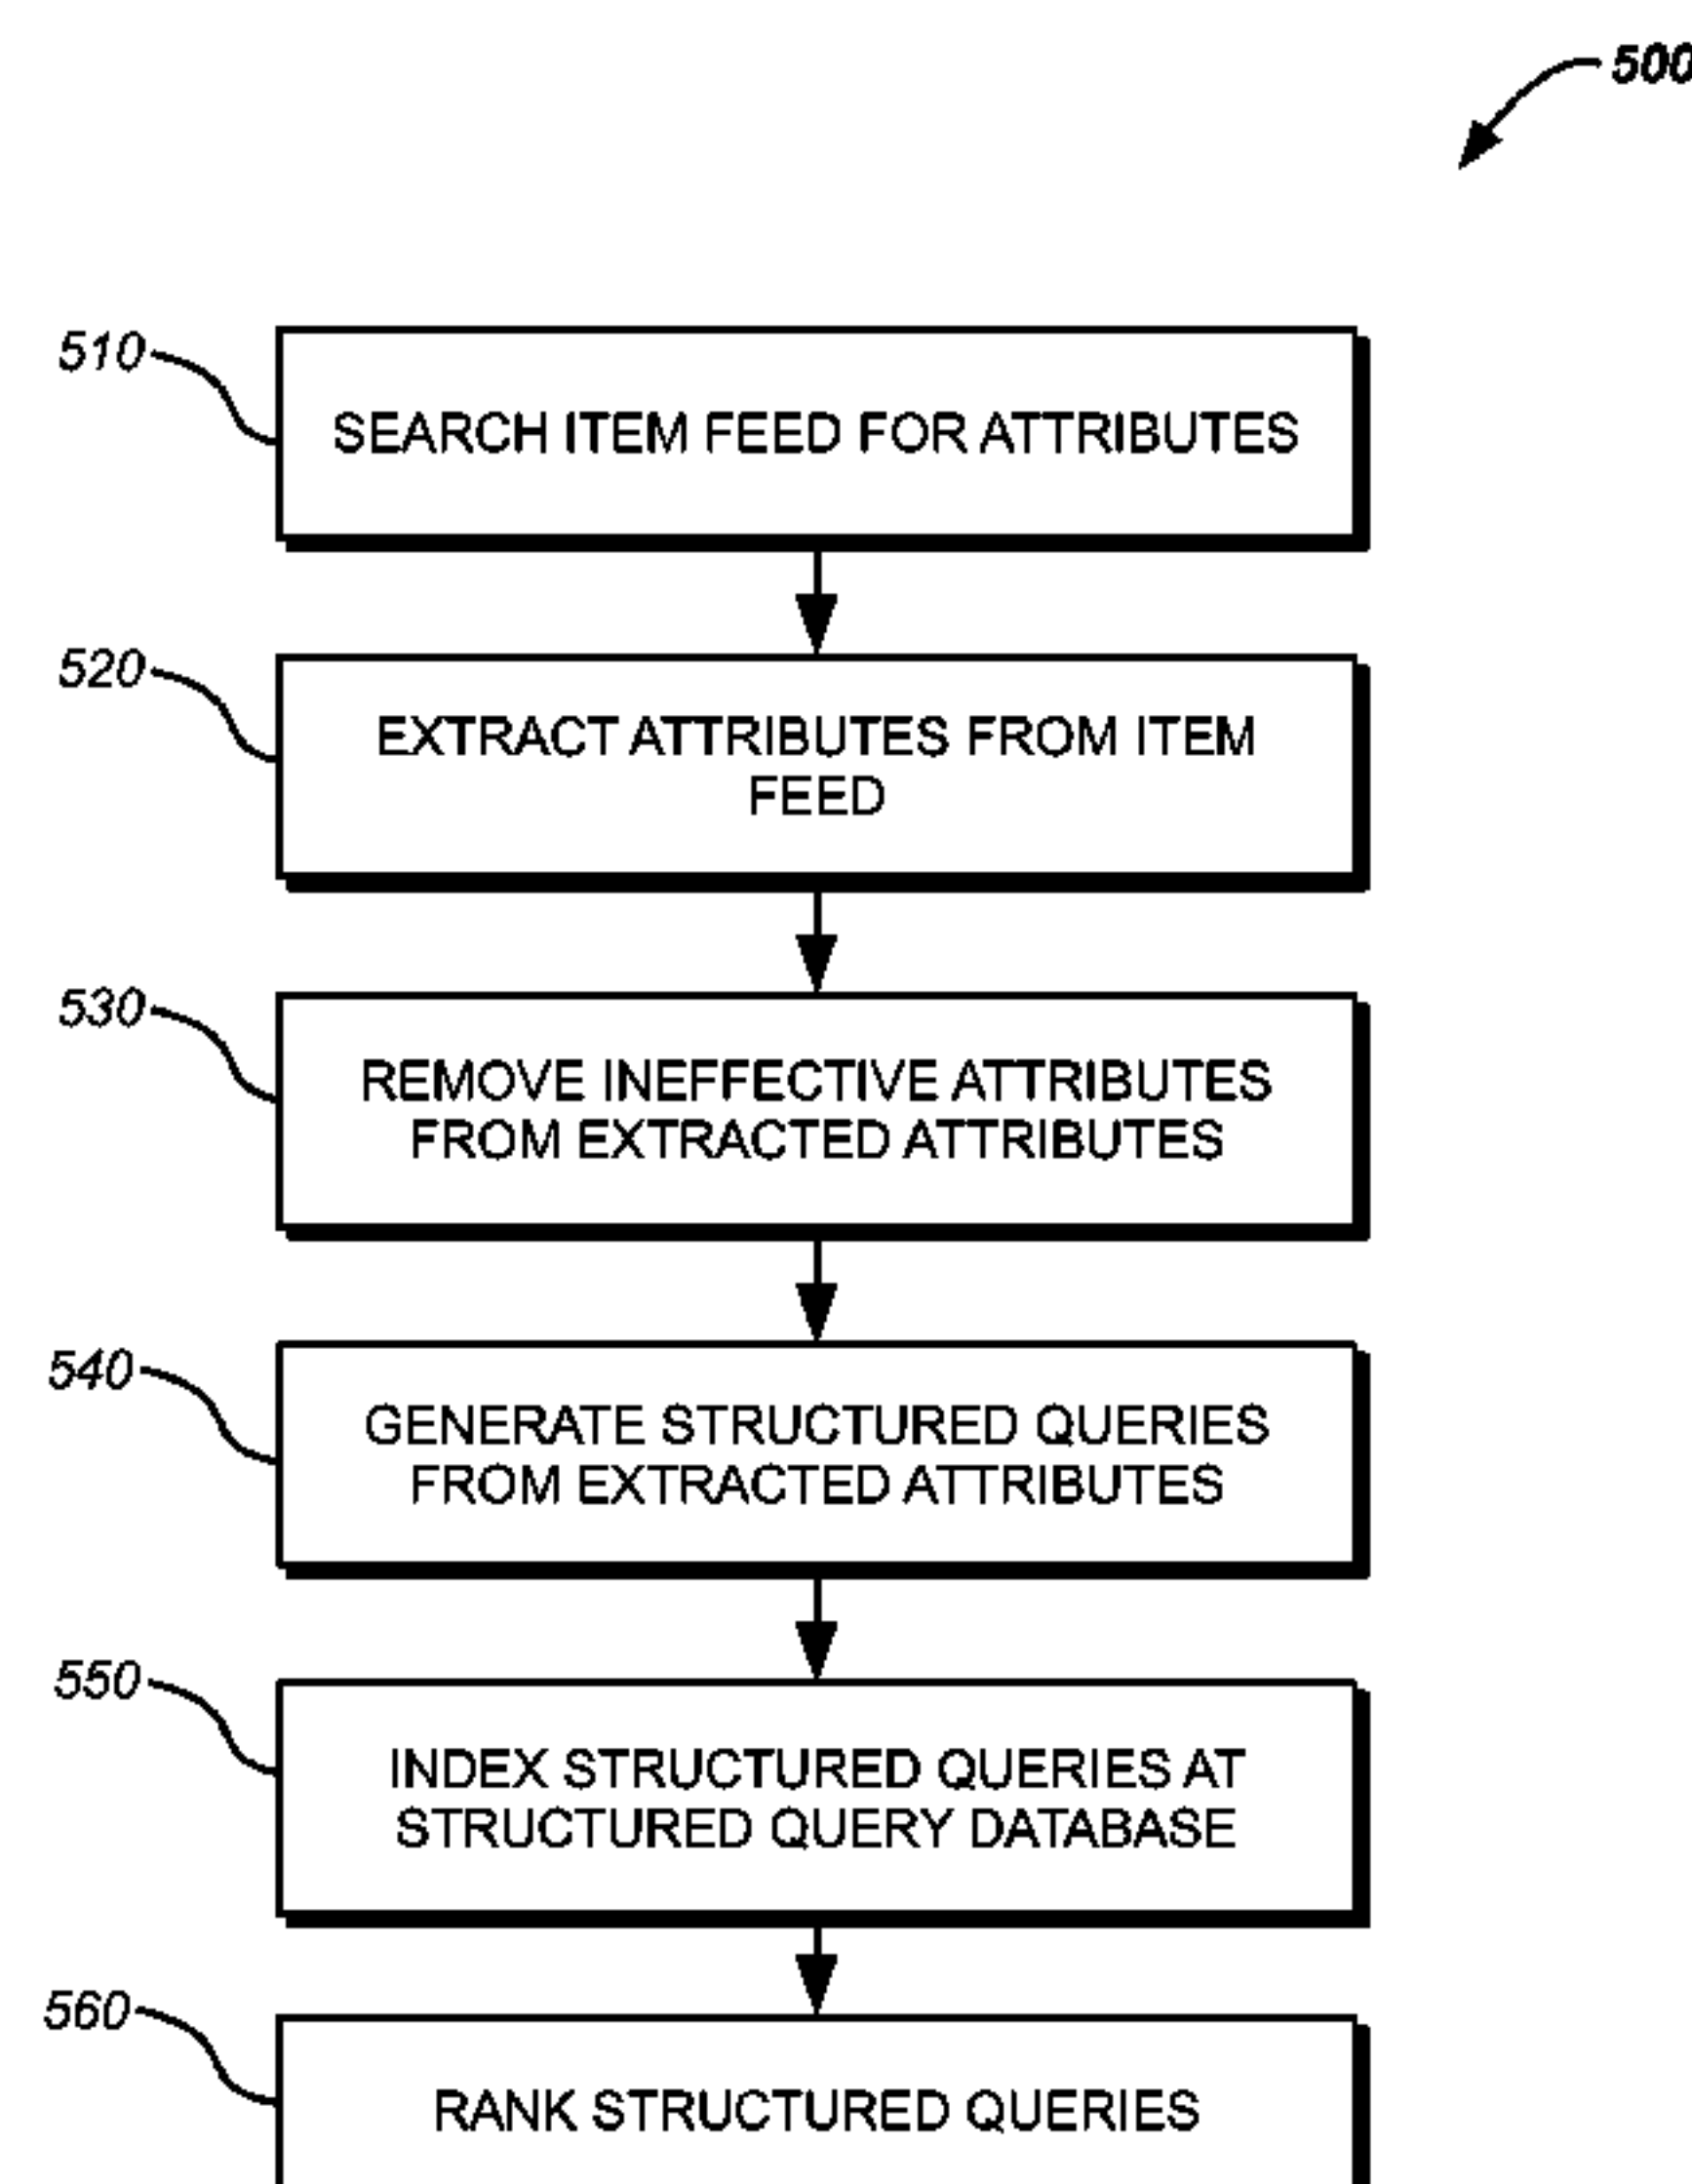 500
510
SEARCH ITEM FEED FOR ATTRIBUTES
520
EXTRACT ATTRIBUTES FROM ITEM
FEED
530
REMOVE INEFFECTIVE ATTRIBUTES
FROM EXTRACTED ATTRIBUTES
540
GENERATE STRUCTURED QUERIES
FROM EXTRACTED ATTRIBUTES
550
INDEX STRUCTURED QUERIES AT
STRUCTURED QUERY DATABASE
560
RANK STRUCTURED QUERIES